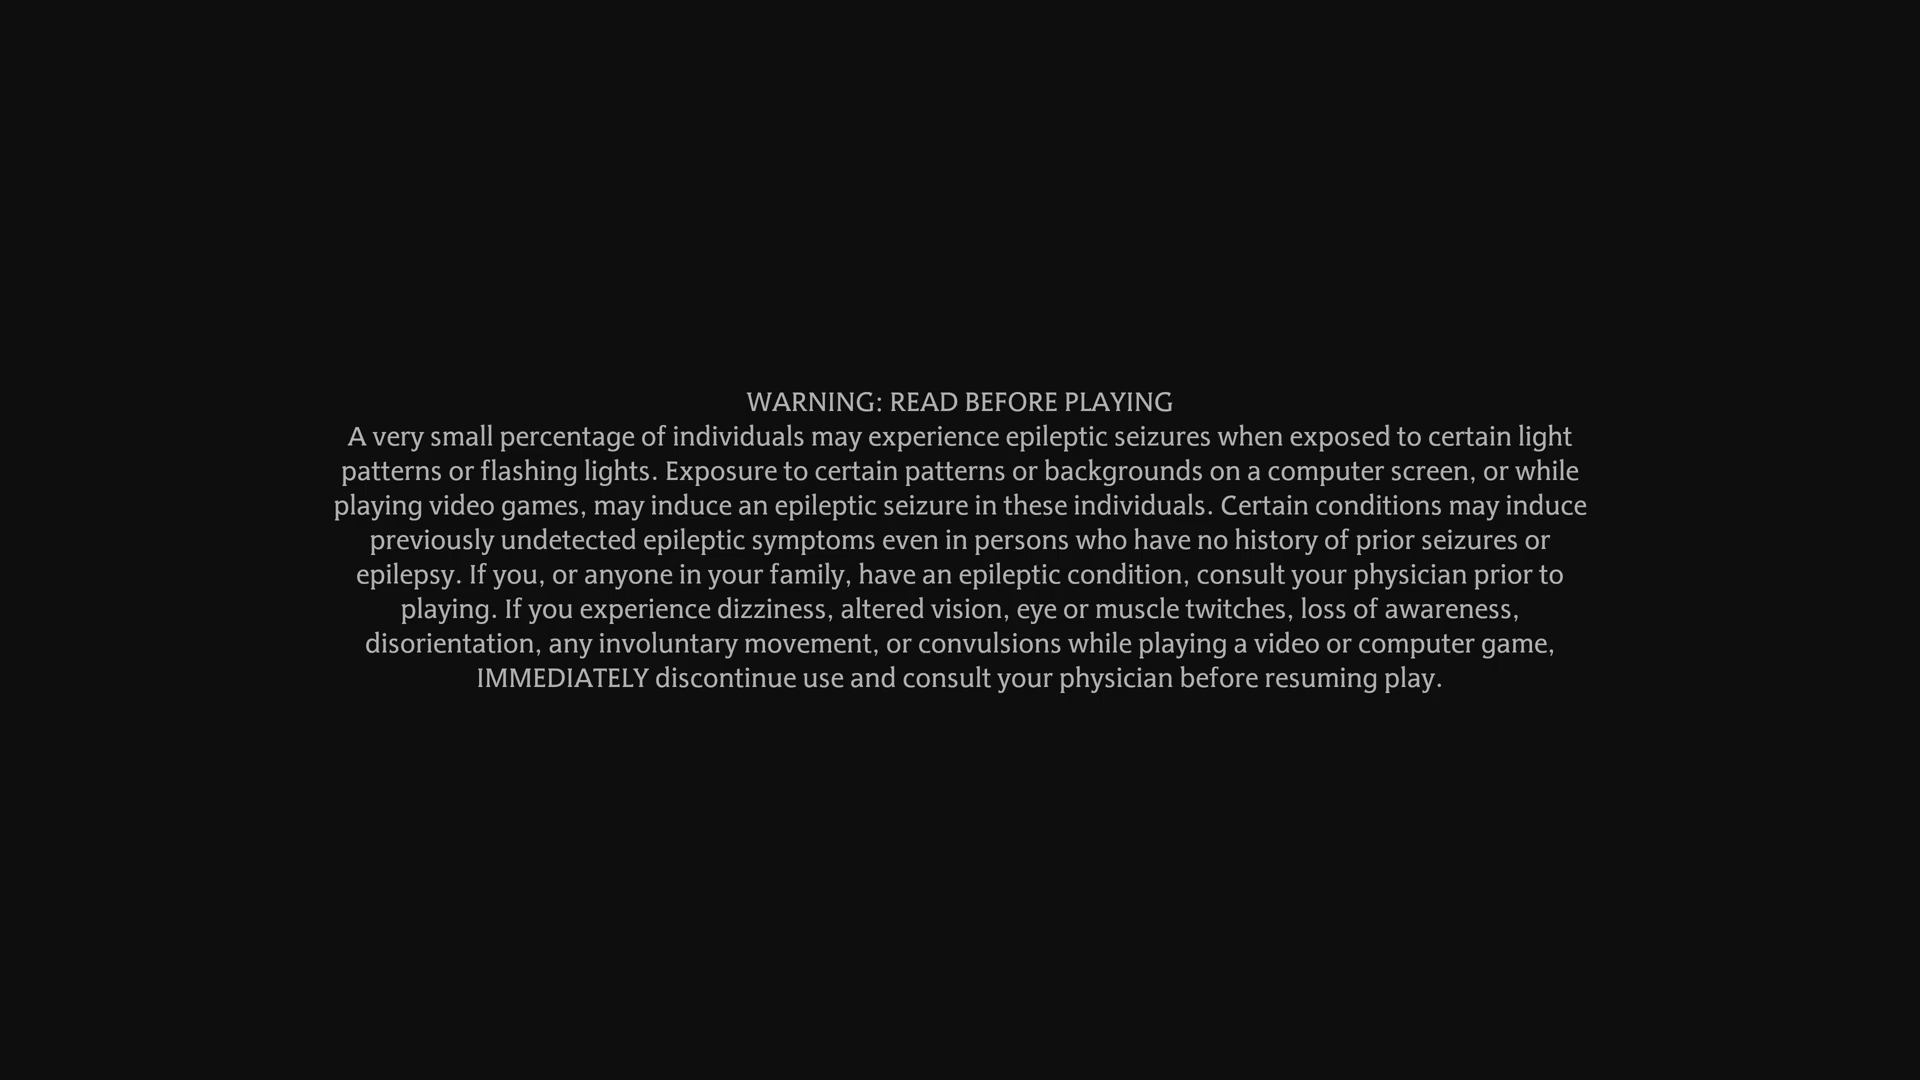 WARNING: READ BEFORE PLAYING
A very small percentage of individuals may experience epileptic seizures when exposed to certain light
patterns or flashing lights. Exposure to certain patterns or backgrounds on a computer screen, or while
playing video games, may induce an epileptic seizure in these individuals. Certain conditions may induce
previously undetected epileptic symptoms even in persons who have no history of prior seizures or
epilepsy. If you, or anyone in your family, have an epileptic condition, consult your physician prior to
playing. If you experience dizziness, altered vision, eye or muscle twitches, loss of awareness,
disorientation, any involuntary movement, or convulsions while playing a video or computer game,
IMMEDIATELY discontinue use and consult your physician before resuming play.